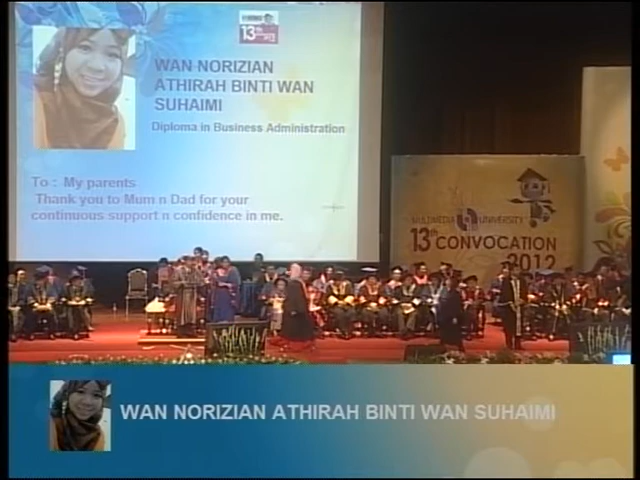 13th
WAN NORIZIAN
ATHIRAH BINTI WAN
SUHAIMI
Diploma in Business Administration
To : My parents
Thank you to Mum n Dad for your
continuous support n confidence in me.
MULTIMEDIA UNIVERSITY
13th CONVOCATION
2012
WAN NORIZIAN ATHIRAH BINTI WAN SUHAIMI